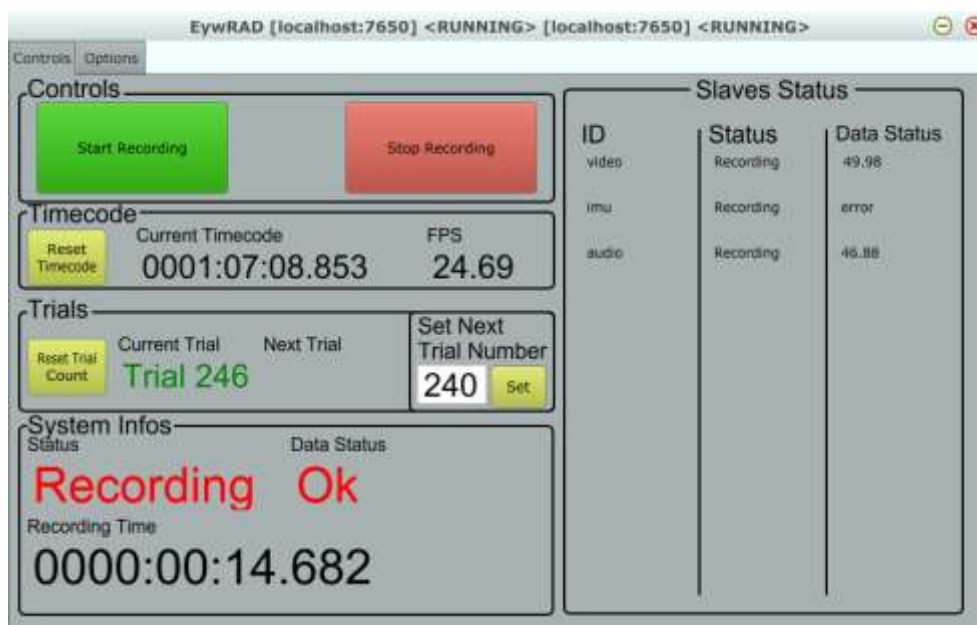 EywRAD [localhost:7650] <RUNNING> [localhost:7650] <RUNNING>
Controls Options
Controls
Start Recording
Stop Recording
Timecode
Reset Timecode
Current Timecode
0001:07:08.853
FPS
24.69
Trials
Reset Trial
Count
Current Trial
Trial 246
Next Trial
Set Next
Trial Number
240 Set
System Infos
Status
Recording
Data Status
Ok
Recording Time
0000:00:14.682
Slaves Status
ID Status Data Status
video Recording 49.98
imu Recording error
audio Recording 46.88